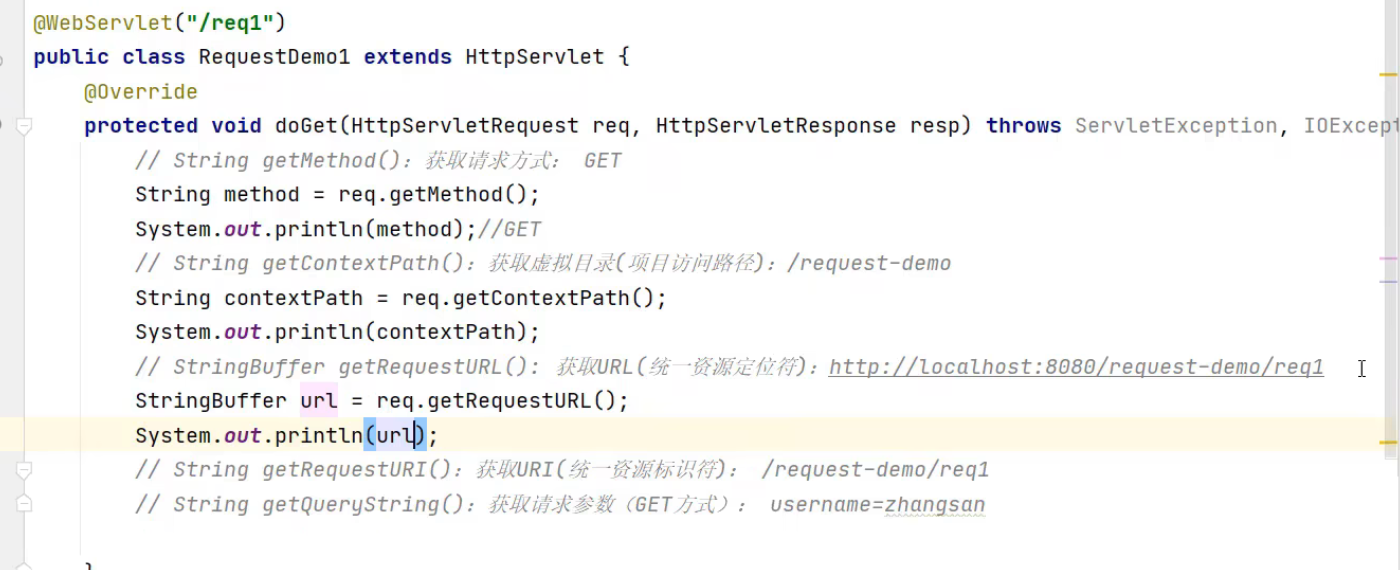 @WebServlet("/req1")
public class RequestDemo1 extends HttpServlet {
@Override
protected void doGet(HttpServletRequest req, HttpServletResponse resp) throws ServletException, IOExcept
// String getMethod()：获取请求方式： GET
String method = req.getMethod();
System.out.println(method);//GET
// String getContextPath()：获取虚拟目录(项目访问路径)：/request-demo
String contextPath = req.getContextPath();
System.out.println(contextPath);
// StringBuffer getRequestURL(): 获取URL(统一资源定位符)：http://localhost:8080/request-demo/req1
StringBuffer url = req.getRequestURL();
System.out.println(url);
// String getRequestURI()：获取URI(统一资源标识符)： /request-demo/req1
// String getQueryString()：获取请求参数（GET方式）： username=zhangsan
}